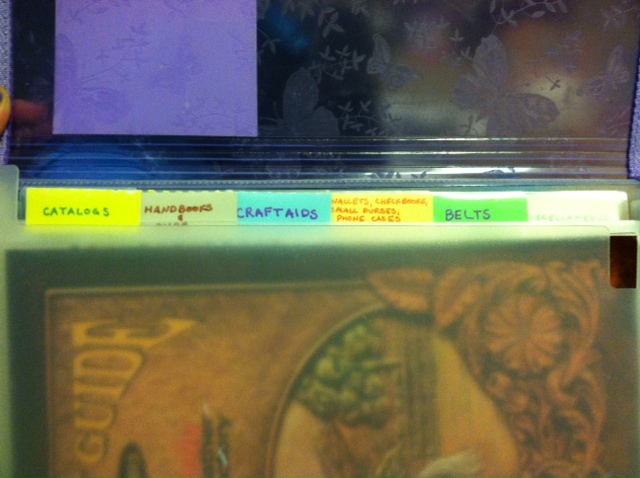 CATALOGS
HANDBOOKS
&
CRAFTAIDS
WALLETS, CHECKBOOKS,
SMALL PURSES,
PHONE CASES
BELTS
GUIDE